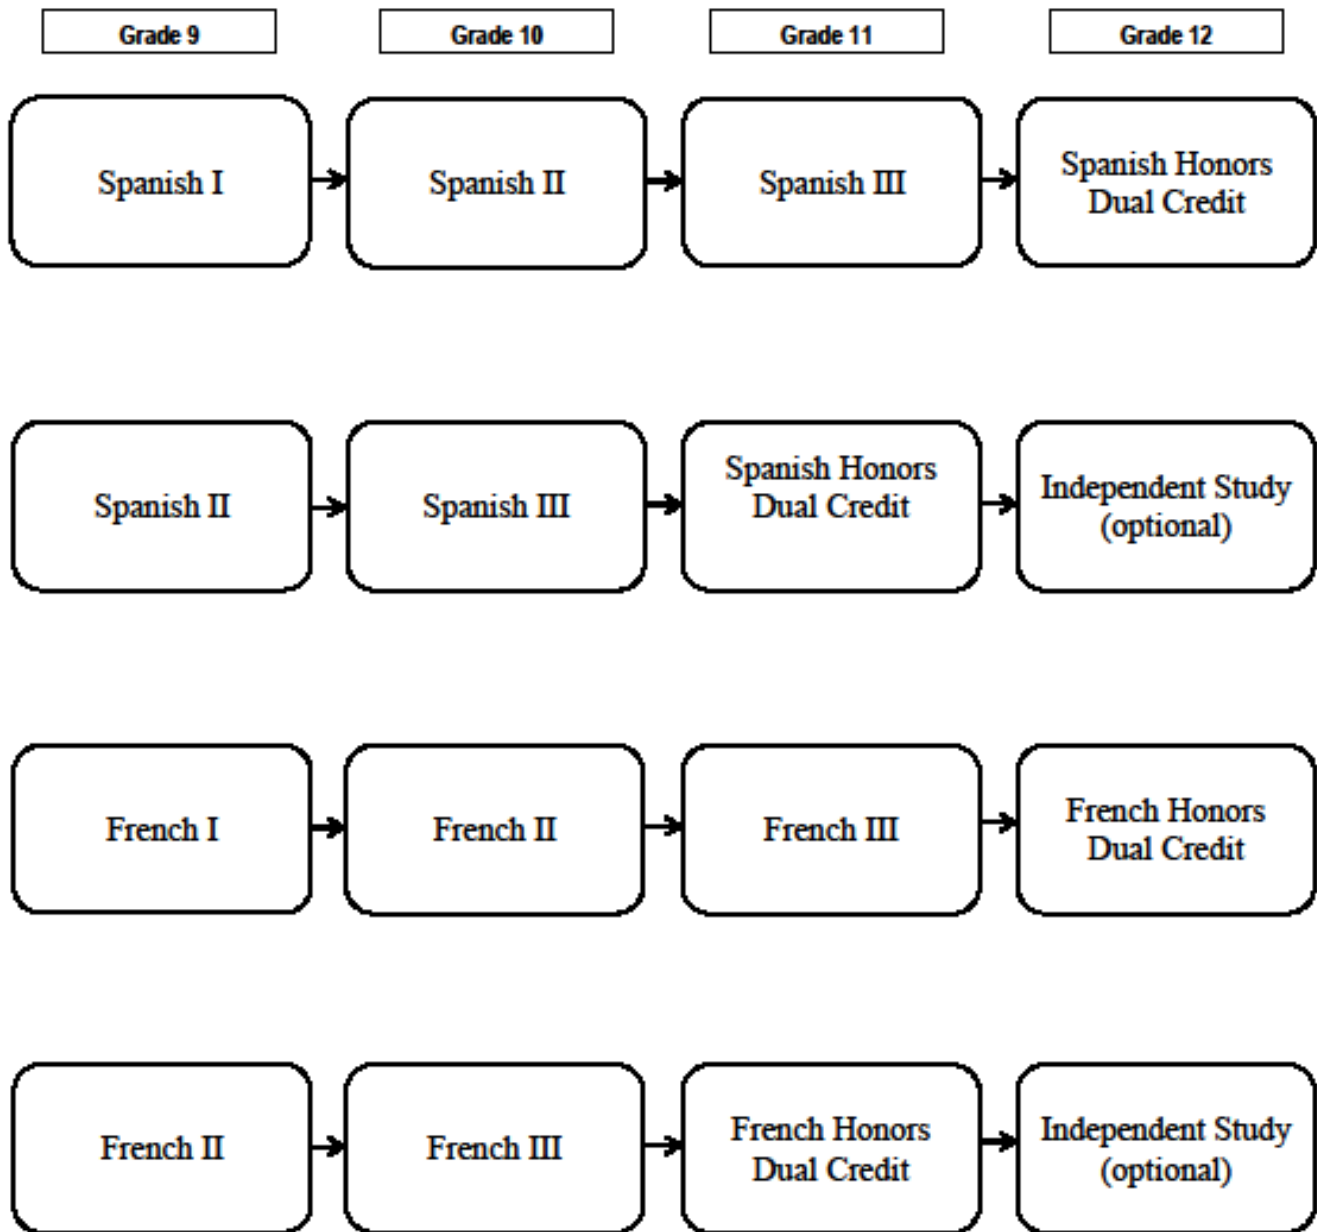 Grade 9
Grade 10
Grade 11
Grade 12
Spanish I
Spanish II
Spanish III
Spanish Honors
Dual Credit
Spanish II
Spanish III
Spanish Honors
Dual Credit
Independent Study
(optional)
French I
French II
French III
French Honors
Dual Credit
French II
French III
French Honors
Dual Credit
Independent Study
(optional)